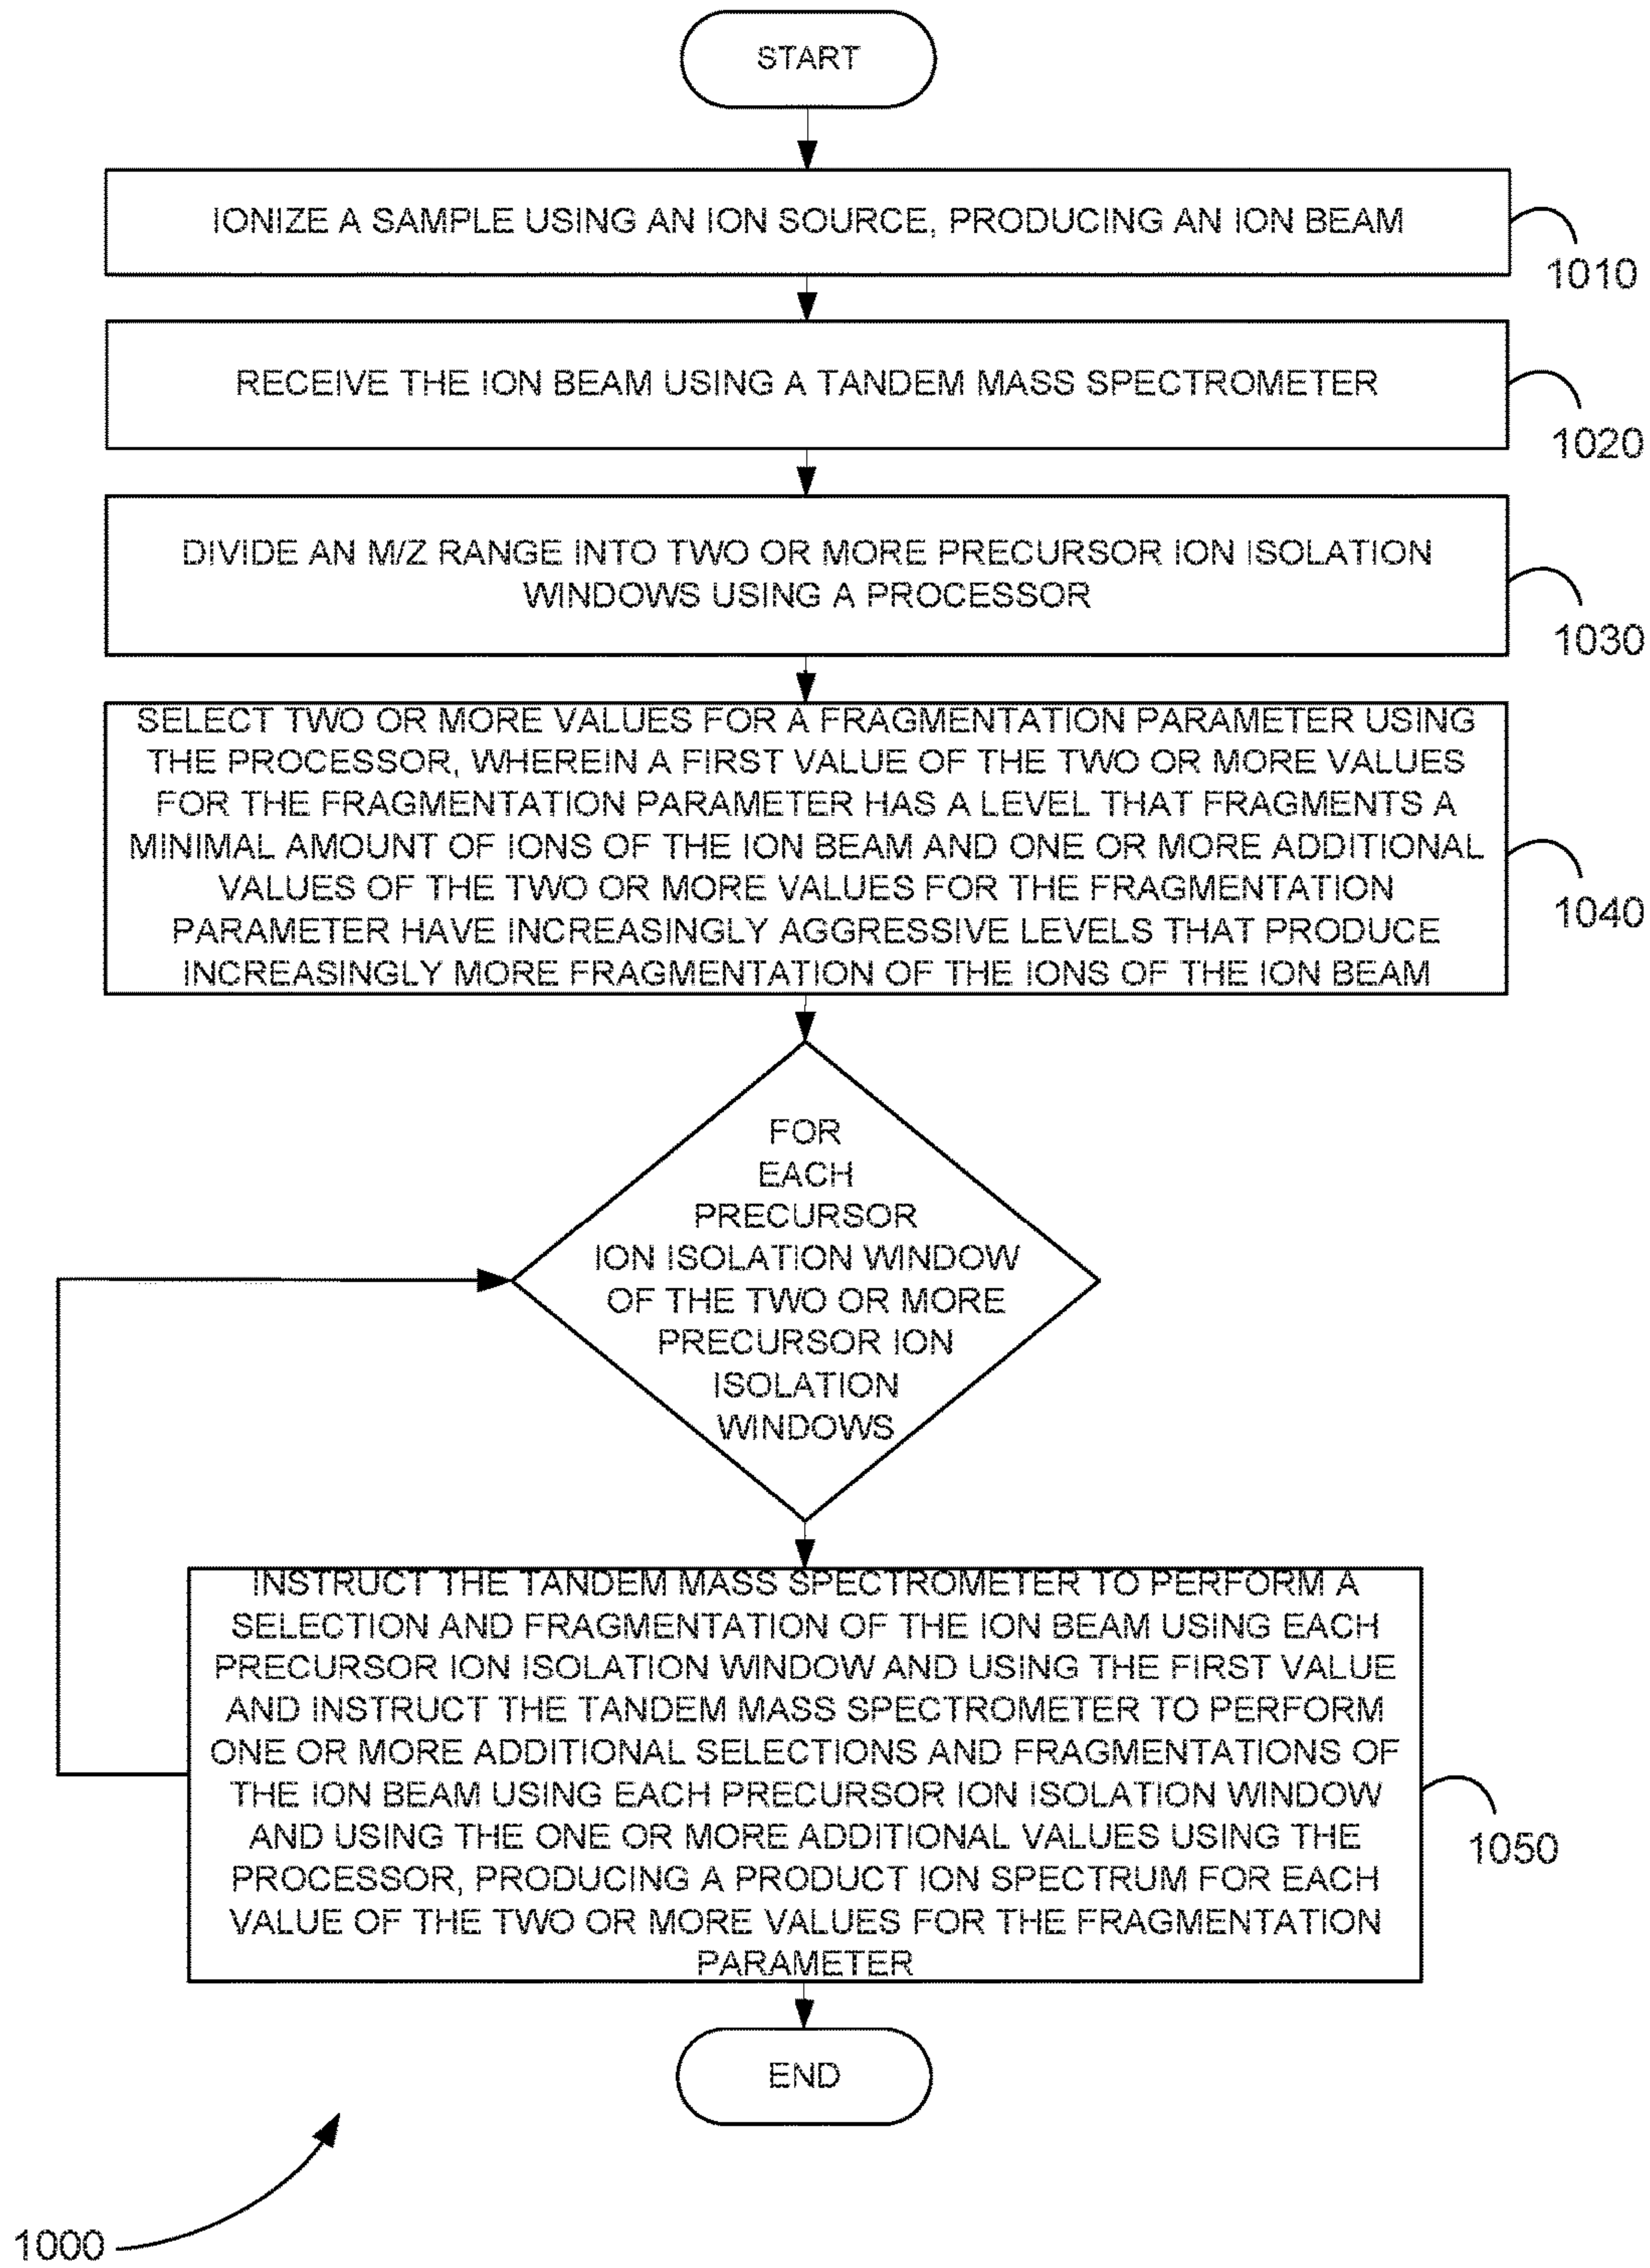 START
IONIZE A SAMPLE USING AN ION SOURCE, PRODUCING AN ION BEAM
1010
RECEIVE THE ION BEAM USING A TANDEM MASS SPECTROMETER
1020
DIVIDE AN M/Z RANGE INTO TWO OR MORE PRECURSOR ION ISOLATION
WINDOWS USING A PROCESSOR
1030
SELECT TWO OR MORE VALUES FOR A FRAGMENTATION PARAMETER USING
THE PROCESSOR, WHEREIN A FIRST VALUE OF THE TWO OR MORE VALUES
FOR THE FRAGMENTATION PARAMETER HAS A LEVEL THAT FRAGMENTS A
MINIMAL AMOUNT OF IONS OF THE ION BEAM AND ONE OR MORE ADDITIONAL
VALUES OF THE TWO OR MORE VALUES FOR THE FRAGMENTATION
PARAMETER HAVE INCREASINGLY AGGRESSIVE LEVELS THAT PRODUCE
INCREASINGLY MORE FRAGMENTATION OF THE IONS OF THE ION BEAM
1040
FOR
EACH
PRECURSOR
ION ISOLATION WINDOW
OF THE TWO OR MORE
PRECURSOR ION
ISOLATION
WINDOWS
INSTRUCT THE TANDEM MASS SPECTROMETER TO PERFORM A
SELECTION AND FRAGMENTATION OF THE ION BEAM USING EACH
PRECURSOR ION ISOLATION WINDOW AND USING THE FIRST VALUE
AND INSTRUCT THE TANDEM MASS SPECTROMETER TO PERFORM
ONE OR MORE ADDITIONAL SELECTIONS AND FRAGMENTATIONS OF
THE ION BEAM USING EACH PRECURSOR ION ISOLATION WINDOW
AND USING THE ONE OR MORE ADDITIONAL VALUES USING THE
PROCESSOR, PRODUCING A PRODUCT ION SPECTRUM FOR EACH
VALUE OF THE TWO OR MORE VALUES FOR THE FRAGMENTATION
PARAMETER
1050
END
1000